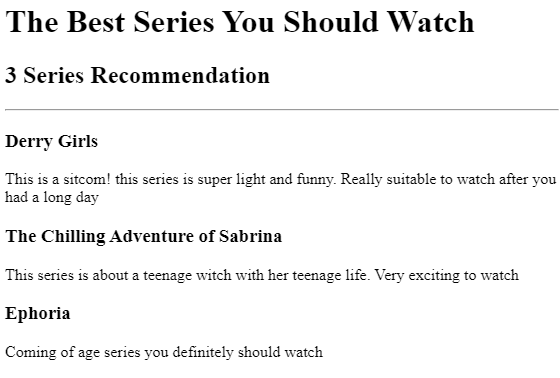 The Best Series You Should Watch
3 Series Recommendation
Derry Girls
This is a sitcom! this series is super light and funny. Really suitable to watch after you
had a long day
The Chilling Adventure of Sabrina
This series is about a teenage witch with her teenage life. Very exciting to watch
Ephoria
Coming of age series you definitely should watch